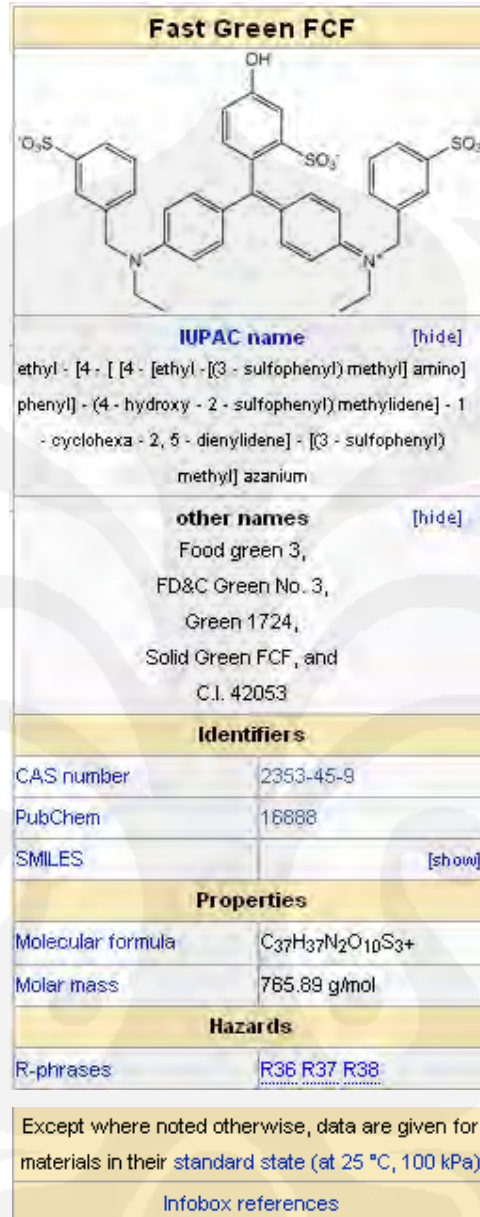 Fast Green FCF
OH
-O3S
SO3-
SO3
N
N+
IUPAC name [hide]
ethyl - [4 - [ [4 - [ethyl -[(3 - sulfophenyl) methyl] amino]
phenyl] - (4 - hydroxy - 2 - sulfophenyl) methylidene] - 1
- cyclohexa - 2, 5 - dienylidene] - [(3 - sulfophenyl)
methyl] azanium
other names [hide]
Food green 3,
FD&C Green No. 3,
Green 1724,
Solid Green FCF, and
C.I. 42053
Identifiers
CAS number 2353-45-9
PubChem 16888
SMILES [show]
Properties
Molecular formula C37H37N2O10S3+
Molar mass 765.89 g/mol
Hazards
R-phrases R36 R37 R38
Except where noted otherwise, data are given for
materials in their standard state (at 25 °C, 100 kPa)
Infobox references